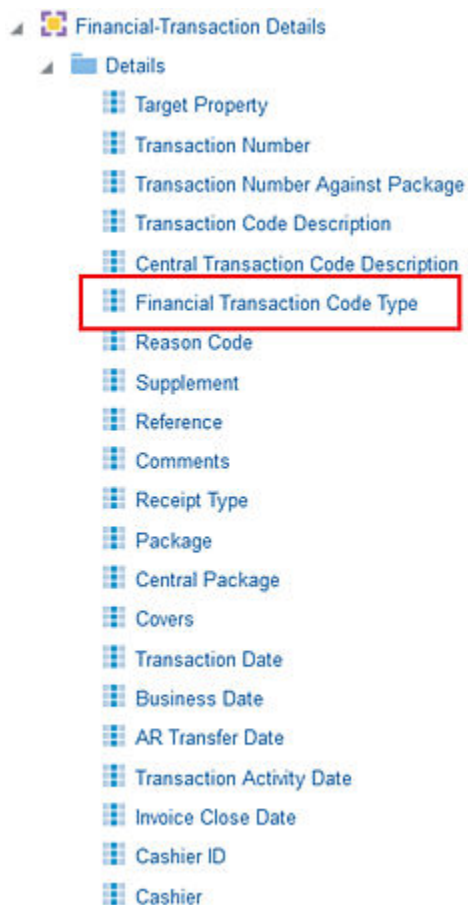 Financial-Transaction Details
Details
Target Property
Transaction Number
Transaction Number Against Package
Transaction Code Description
Central Transaction Code Description
Financial Transaction Code Type
Reason Code
Supplement
Reference
Comments
Receipt Type
Package
Central Package
Covers
Transaction Date
Business Date
AR Transfer Date
Transaction Activity Date
Invoice Close Date
Cashier ID
Cashier